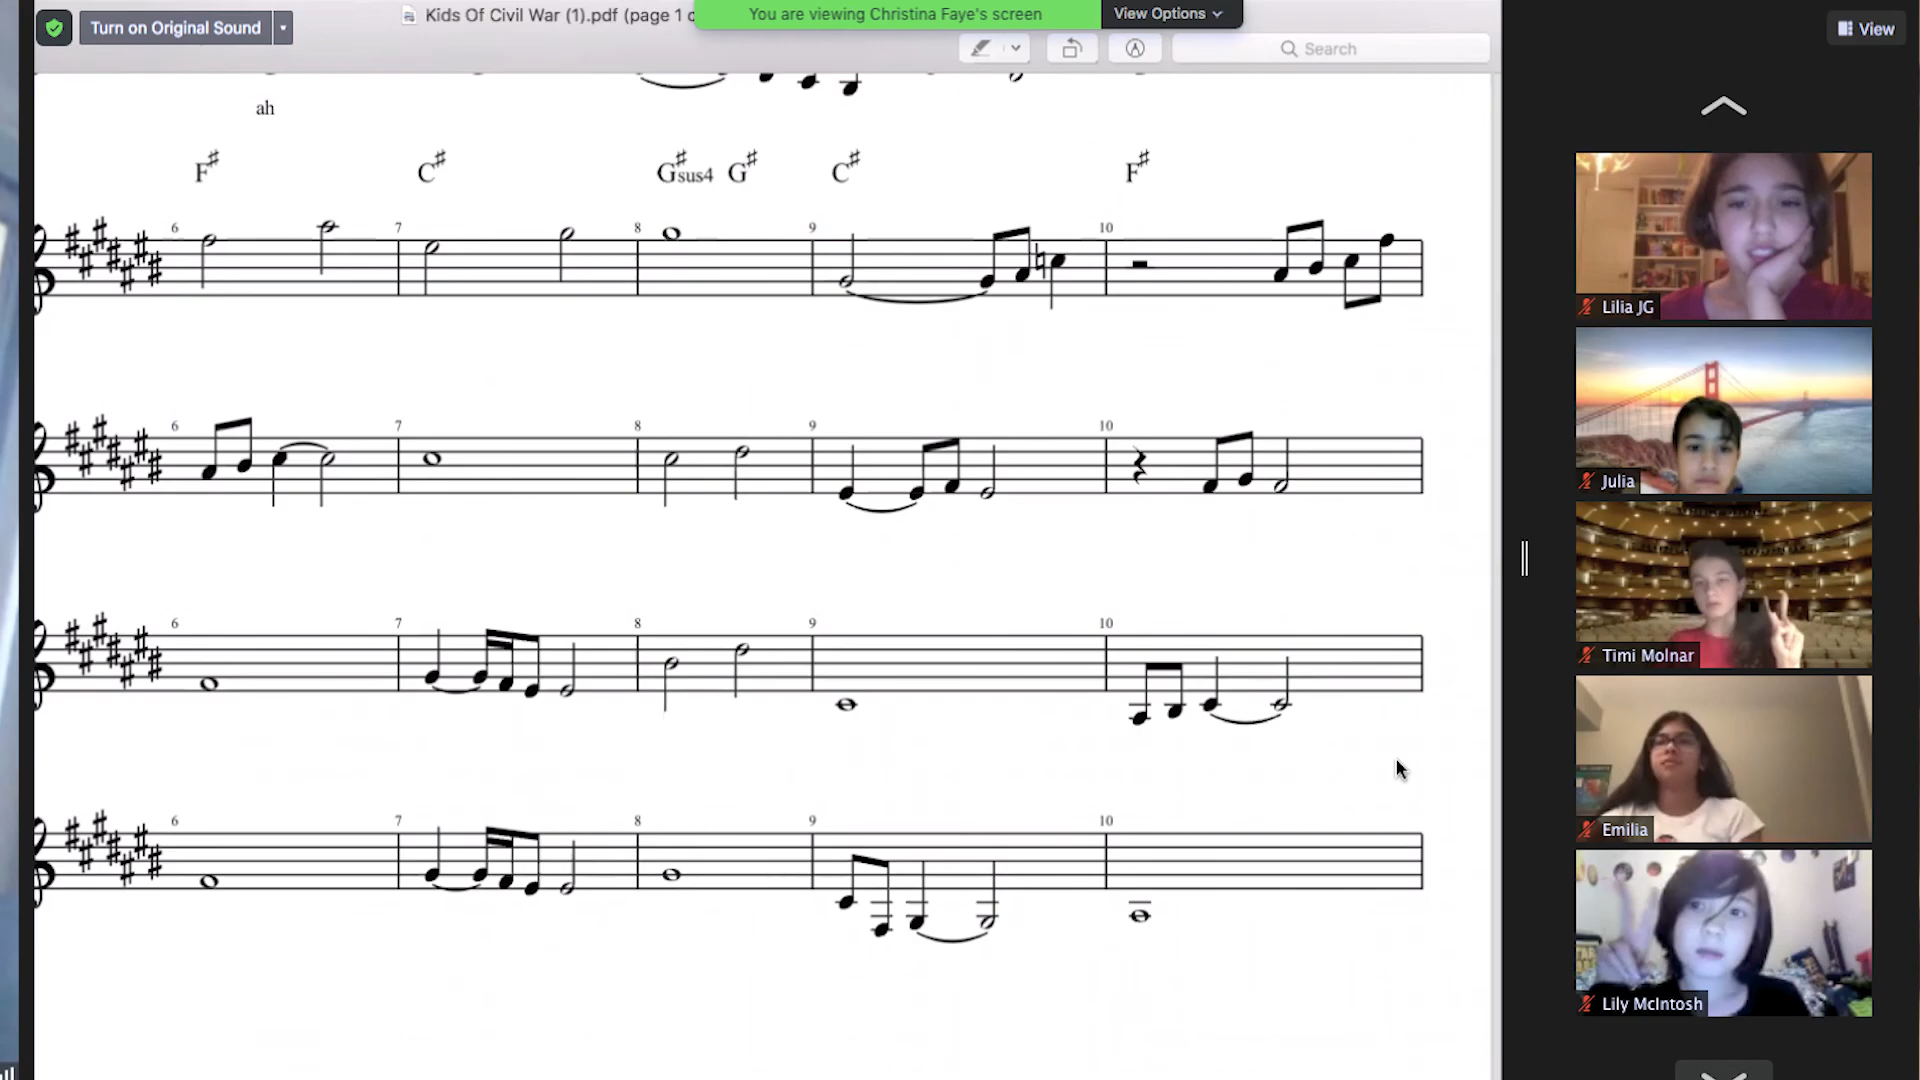 Turn on Original Sound
Kids Of Civil War (1).pdf (page 1 o
You are viewing Christina Faye's screen
View Options
View
Search
ah
F♯ C♯ G♯sus4 G♯ C♯ F♯
6 7 8 9 10
6 7 8 9 10
6 7 8 9 10
6 7 8 9 10
Lilia JG
Julia
Timi Molnar
Emilia
Lily McIntosh